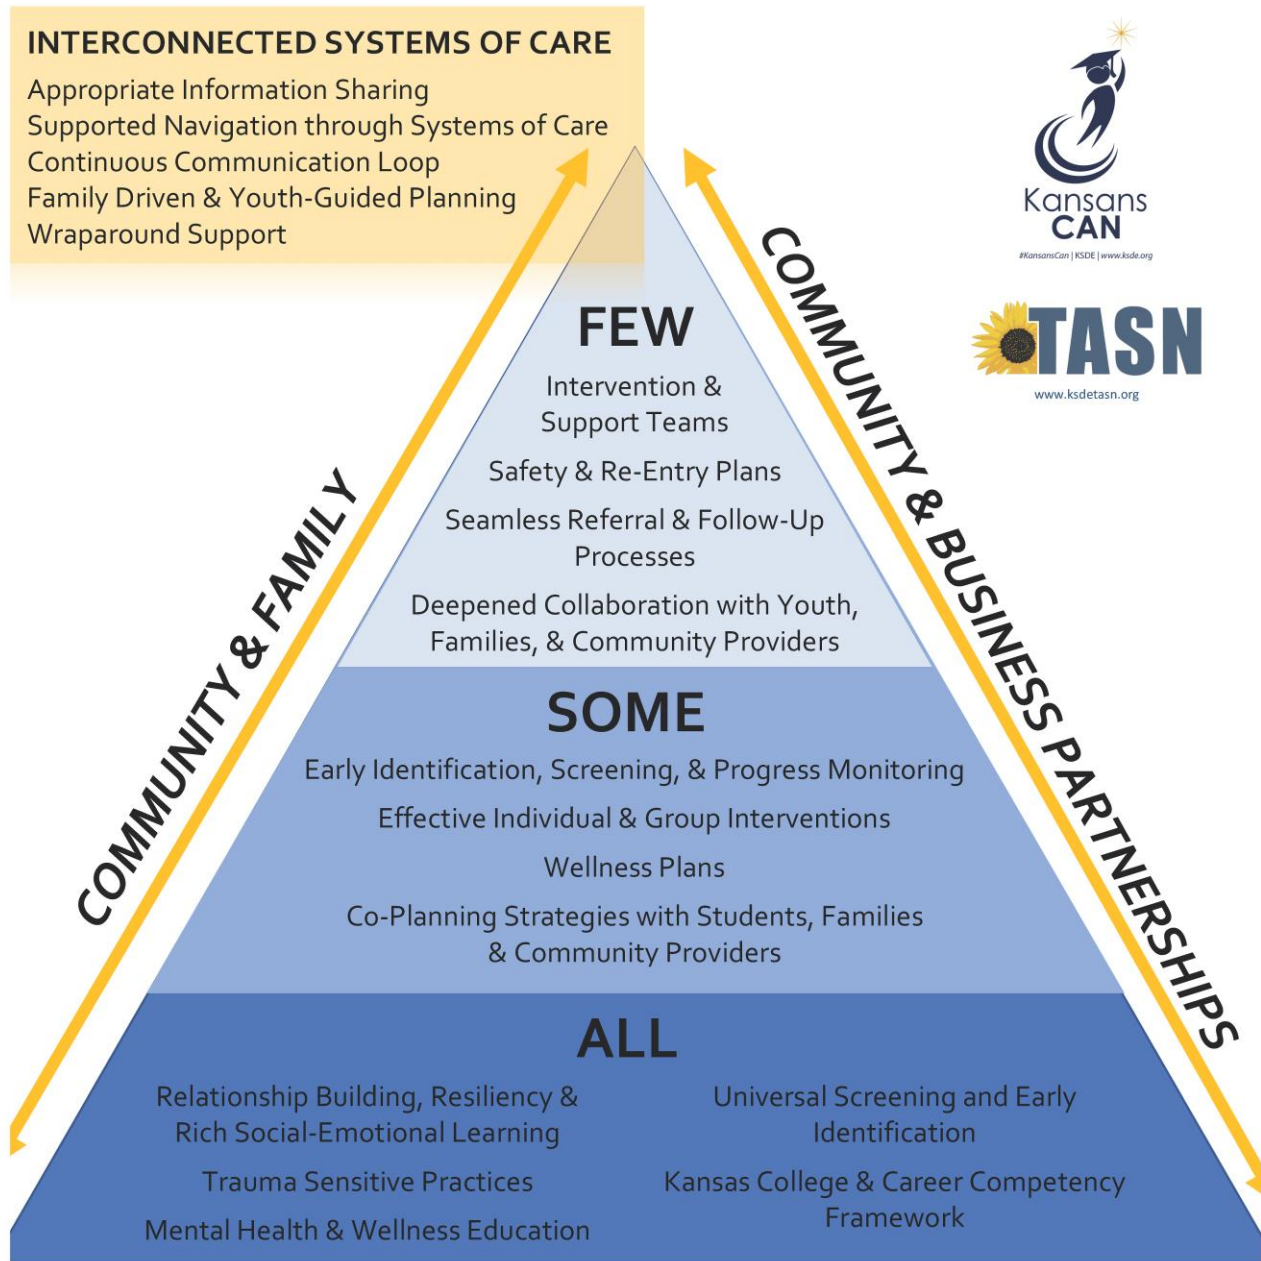 INTERCONNECTED SYSTEMS OF CARE
Appropriate Information Sharing
Supported Navigation through Systems of Care
Continuous Communication Loop
Family Driven & Youth-Guided Planning
Wraparound Support
Kansans
CAN
#KansansCan | KSDE | www.ksde.org
TASN
www.ksdetasn.org
COMMUNITY & FAMILY
COMMUNITY & BUSINESS PARTNERSHIPS
FEW
Intervention &
Support Teams
Safety & Re-Entry Plans
Seamless Referral & Follow-Up
Processes
Deepened Collaboration with Youth,
Families, & Community Providers
SOME
Early Identification, Screening, & Progress Monitoring
Effective Individual & Group Interventions
Wellness Plans
Co-Planning Strategies with Students, Families
& Community Providers
ALL
Relationship Building, Resiliency &
Rich Social-Emotional Learning
Trauma Sensitive Practices
Mental Health & Wellness Education
Universal Screening and Early
Identification
Kansas College & Career Competency
Framework